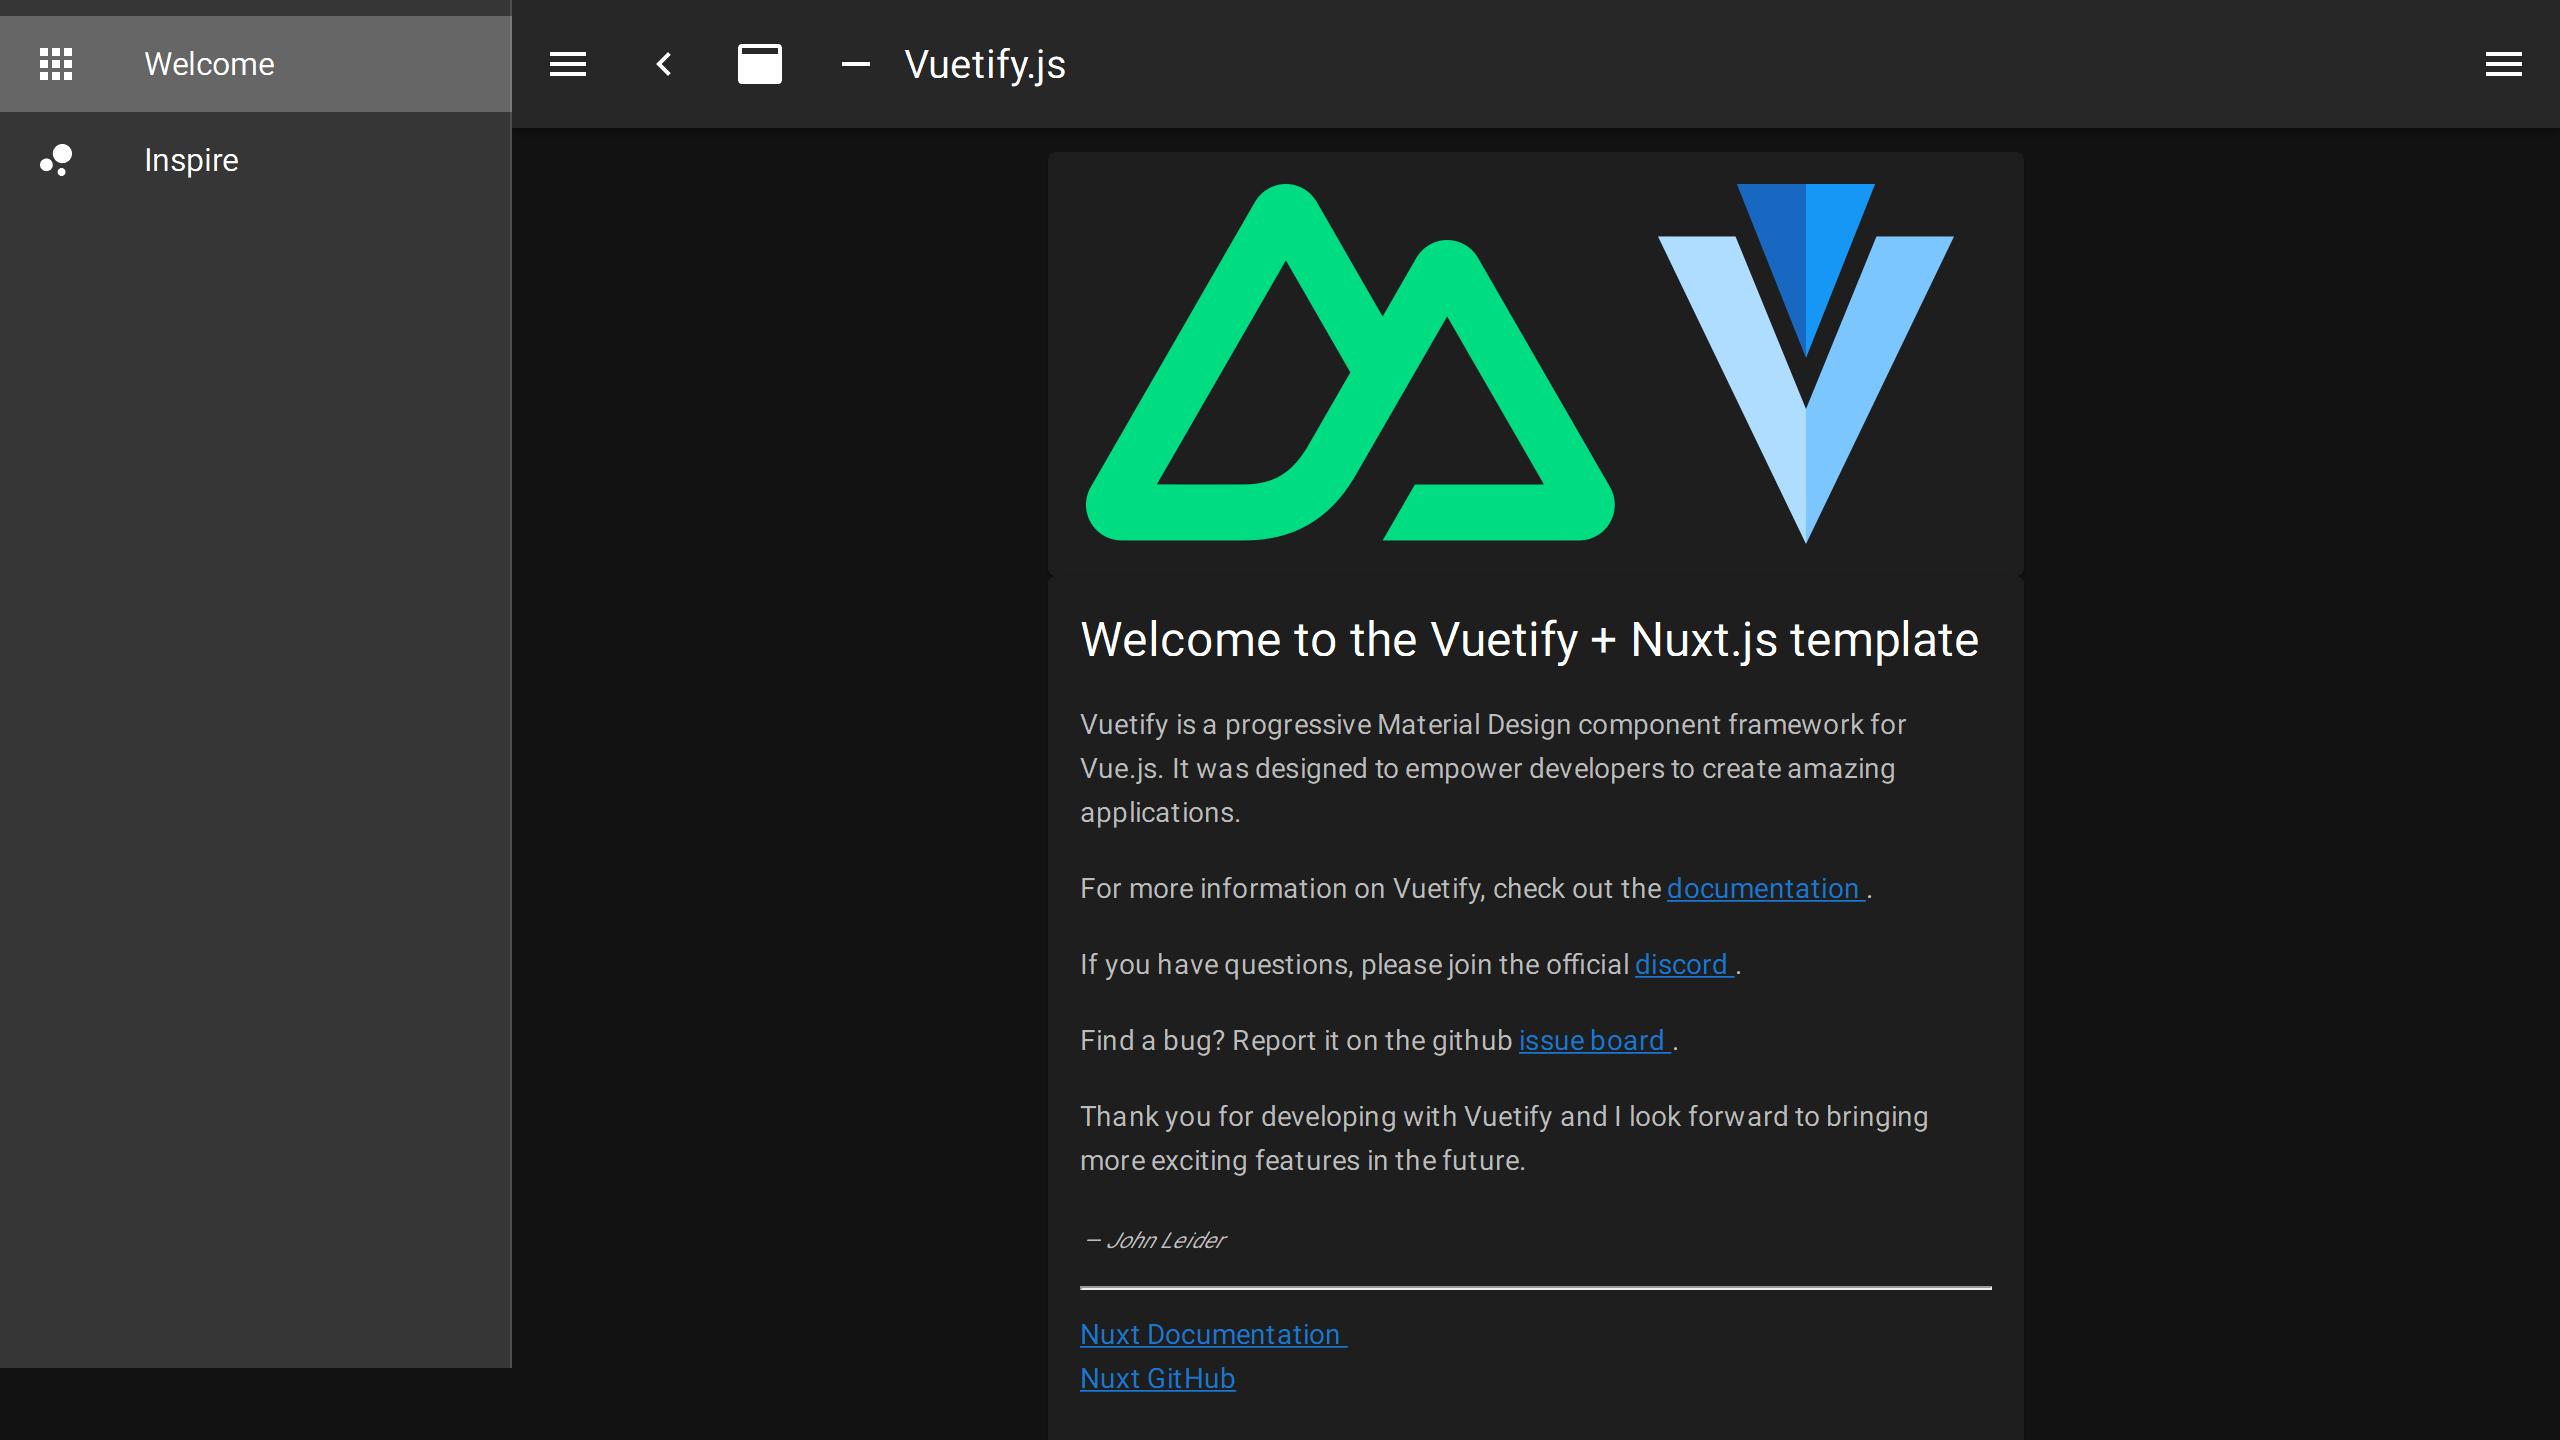 Welcome
Inspire
Vuetify.js
Welcome to the Vuetify + Nuxt.js template
Vuetify is a progressive Material Design component framework for
Vue.js. It was designed to empower developers to create amazing
applications.
For more information on Vuetify, check out the documentation .
If you have questions, please join the official discord .
Find a bug? Report it on the github issue board .
Thank you for developing with Vuetify and I look forward to bringing
more exciting features in the future.
— John Leider
Nuxt Documentation
Nuxt GitHub